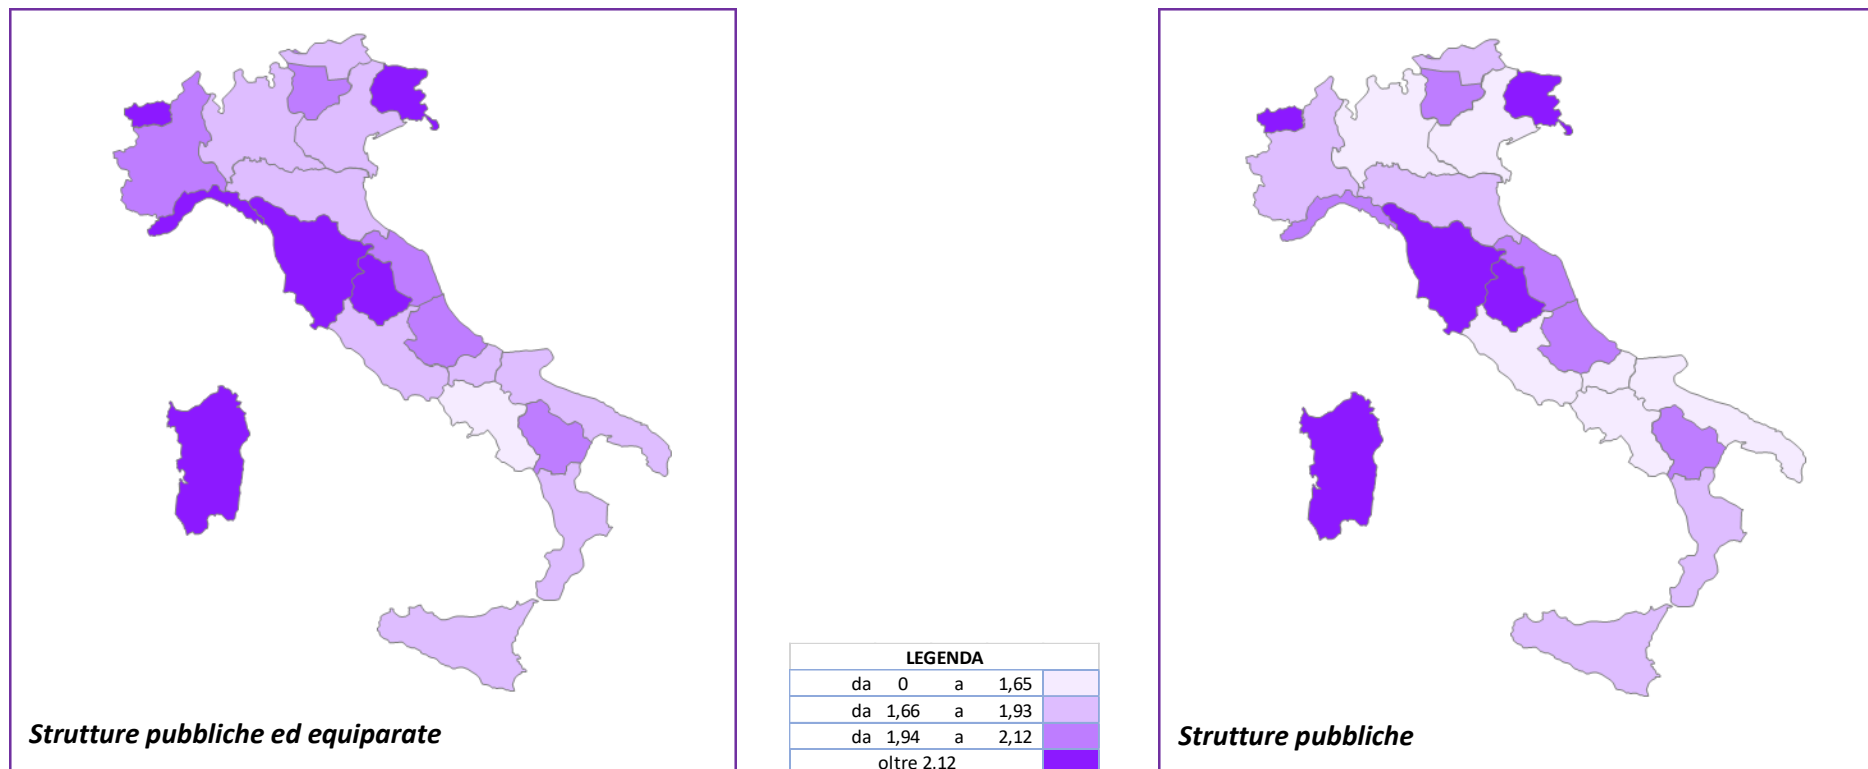 LEGENDA
da 0 a 1,65
da 1,66 a 1,93
da 1,94 a 2,12
oltre 2,12
Strutture pubbliche ed equiparate
Strutture pubbliche